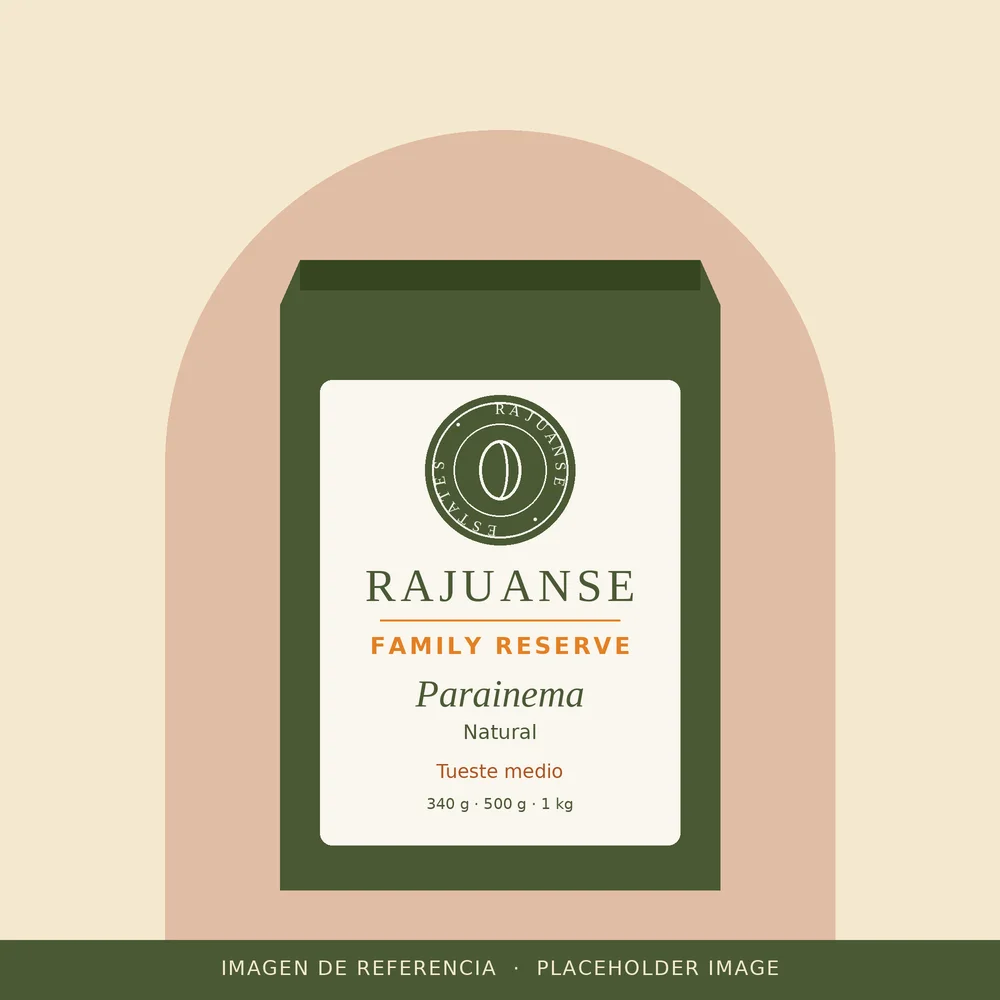 RAJUANSE
ESTATES
RAJUANSE
FAMILY RESERVE
Parainema
Natural
Tueste medio
340 g · 500 g · 1 kg
IMAGEN DE REFERENCIA · PLACEHOLDER IMAGE